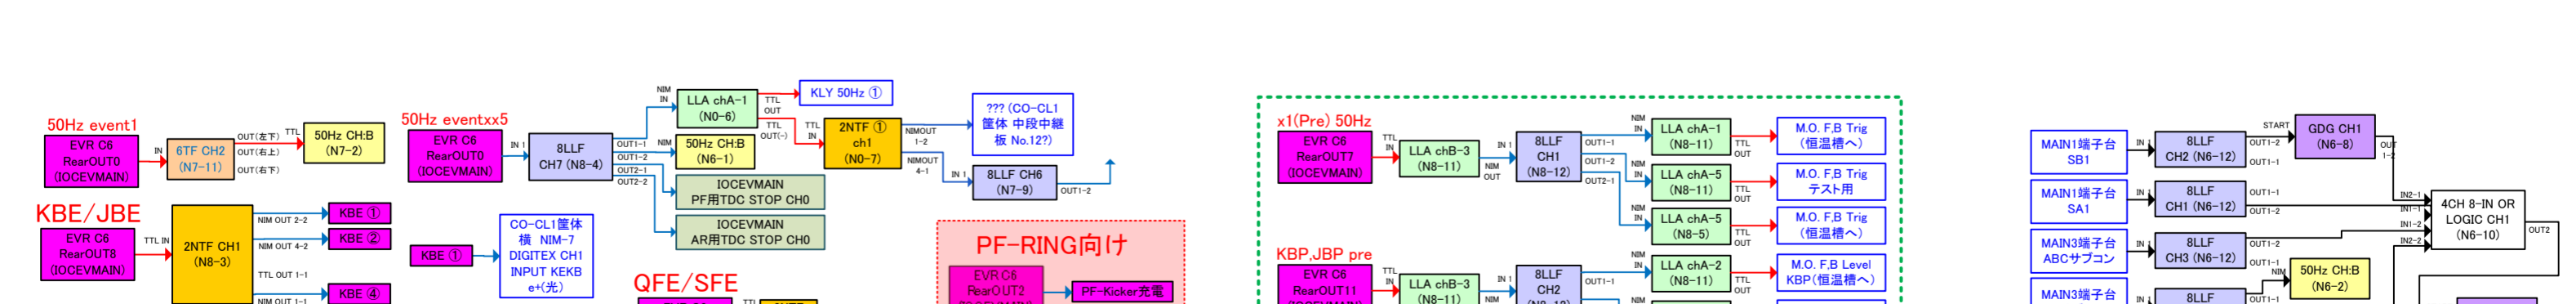 50Hz event1
EVR C6
RearOUT0
(IOCEVMAIN)
IN
6TF CH2
(N7-11)
OUT(左下)
OUT(右上)
OUT(右下)
TTL
50Hz CH:B
(N7-2)
KBE/JBE
EVR C6
RearOUT8
(IOCEVMAIN)
TTL IN
2NTF CH1
(N8-3)
NIM OUT 2-2
NIM OUT 4-2
TTL OUT 1-1
NIM OUT 1-1
KBE ①
KBE ②
KBE ④
50Hz eventxx5
EVR C6
RearOUT0
(IOCEVMAIN)
IN 1
8LLF
CH7 (N8-4)
OUT1-1
OUT1-2
OUT2-1
OUT2-2
NIM
IN
LLA chA-1
(N0-6)
NIM
50Hz CH:B
(N6-1)
IOCEVMAIN
PF用TDC STOP CH0
IOCEVMAIN
AR用TDC STOP CH0
TTL
OUT
TTL
OUT(-)
KLY 50Hz ①
TTL
IN
2NTF ①
ch1
(N0-7)
NIMOUT
1-2
NIMOUT
4-1
??? (CO-CL1
筐体 中段中継
板 No.12?)
IN 1
8LLF CH6
(N7-9)
OUT1-2
KBE ①
CO-CL1筐体
横 NIM-7
DIGITEX CH1
INPUT KEKB
e+(光)
QFE/SFE
TTL
PF-RING向け
EVR C6
RearOUT2
PF-Kicker充電
x1(Pre) 50Hz
EVR C6
RearOUT7
(IOCEVMAIN)
TTL
IN
LLA chB-3
(N8-11)
NIM
OUT
IN 1
8LLF
CH1
(N8-12)
OUT1-1
OUT1-2
OUT2-1
NIM
IN
LLA chA-1
(N8-11)
TTL
OUT
M.O. F,B Trig
(恒温槽へ)
NIM
IN
LLA chA-5
(N8-11)
TTL
OUT
M.O. F,B Trig
テスト用
NIM
IN
LLA chA-5
(N8-5)
TTL
OUT
M.O. F,B Trig
(恒温槽へ)
KBP,JBP pre
EVR C6
RearOUT11
TTL
IN
LLA chB-3
(N8-11)
NIM
IN 1
8LLF
CH2
OUT1-1
NIM
IN
LLA chA-2
(N8-11)
TTL
OUT
M.O. F,B Level
KBP(恒温へ)
NIM
MAIN1端子台
SB1
IN 1
8LLF
CH2 (N6-12)
START
OUT1-2
OUT1-1
GDG CH1
(N6-8)
OUT
1-2
MAIN1端子台
SA1
IN 1
8LLF
CH1 (N6-12)
OUT1-1
OUT1-2
MAIN3端子台
ABCサブコン
IN 1
8LLF
CH3 (N6-12)
OUT1-2
OUT1-1
IN2-1
IN1-1
IN1-2
IN2-2
4CH 8-IN OR
LOGIC CH1
(N6-10)
OUT2
NIM
50Hz CH:B
(N6-2)
MAIN3端子台
IN 1
8LLF
OUT1-1